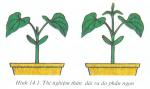 Hình 14.1. Thí nghiệm thân dài ra do phần ngọn